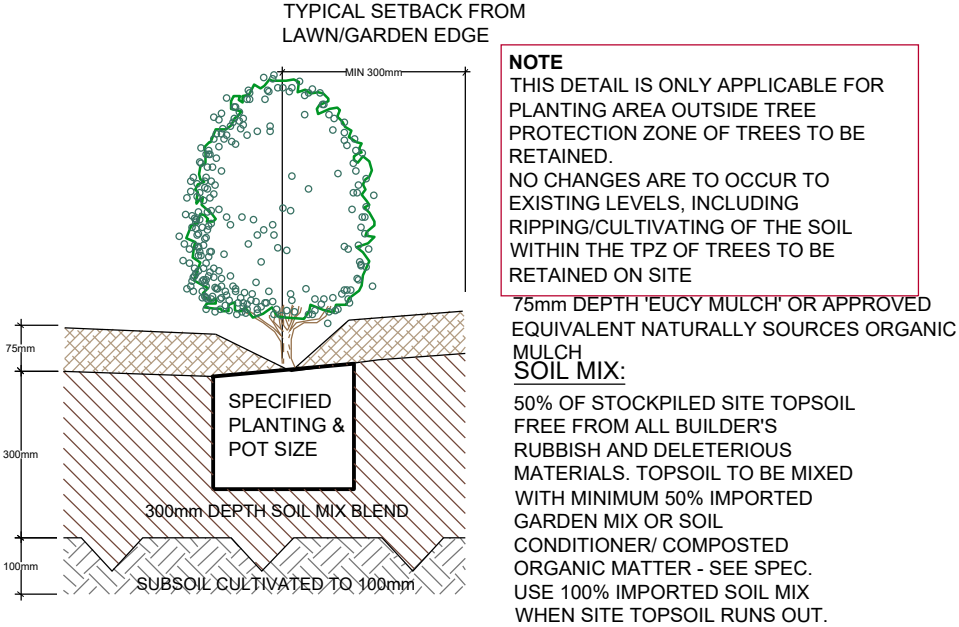 TYPICAL SETBACK FROM
LAWN/GARDEN EDGE
MIN 300mm
NOTE
THIS DETAIL IS ONLY APPLICABLE FOR
PLANTING AREA OUTSIDE TREE
PROTECTION ZONE OF TREES TO BE
RETAINED.
NO CHANGES ARE TO OCCUR TO
EXISTING LEVELS, INCLUDING
RIPPING/CULTIVATING OF THE SOIL
WITHIN THE TPZ OF TREES TO BE
RETAINED ON SITE
75mm DEPTH 'EUCY MULCH' OR APPROVED
EQUIVALENT NATURALLY SOURCES ORGANIC
MULCH
SOIL MIX:
50% OF STOCKPILED SITE TOPSOIL
FREE FROM ALL BUILDER'S
RUBBISH AND DELETERIOUS
MATERIALS. TOPSOIL TO BE MIXED
WITH MINIMUM 50% IMPORTED
GARDEN MIX OR SOIL
CONDITIONER/ COMPOSTED
ORGANIC MATTER - SEE SPEC.
USE 100% IMPORTED SOIL MIX
WHEN SITE TOPSOIL RUNS OUT.
75mm
SPECIFIED
PLANTING &
POT SIZE
300mm
300mm DEPTH SOIL MIX BLEND
100mm
SUBSOIL CULTIVATED TO 100mm